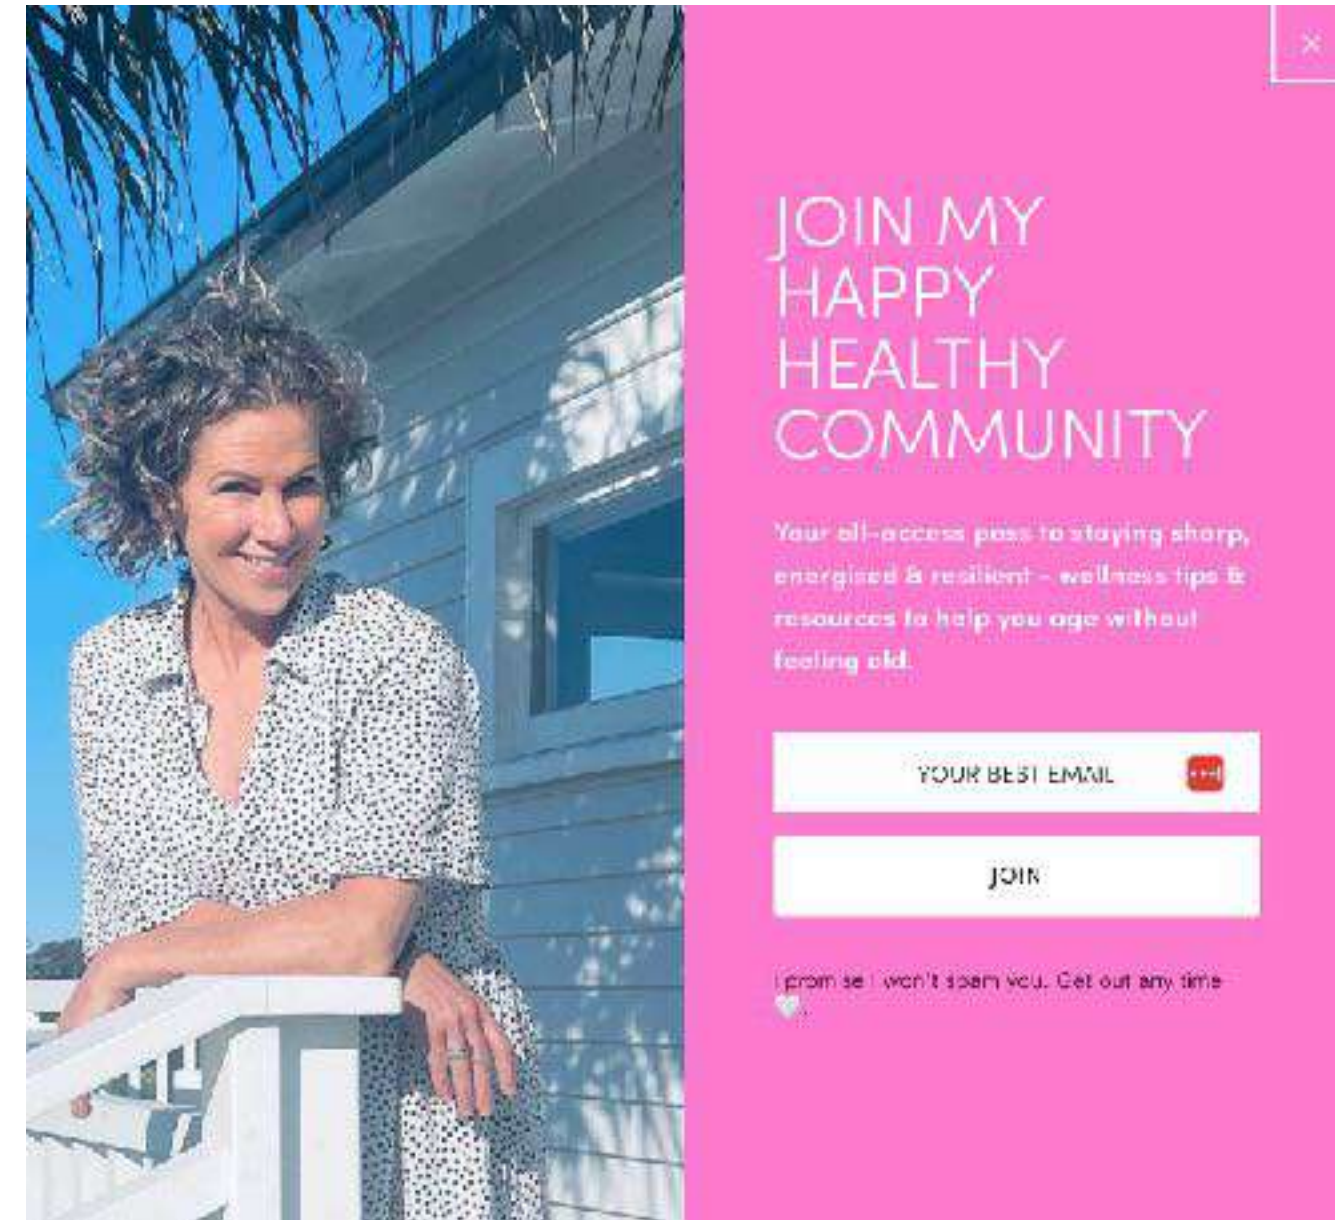 JOIN MY
HAPPY
HEALTHY
COMMUNITY
Your all-access pass to staying sharp,
energised & resilient - wellness tips &
resources to help you age without
feeling old.
YOUR BEST EMAIL
JOIN
I promise I won't spam you. Get out any time
🤍.